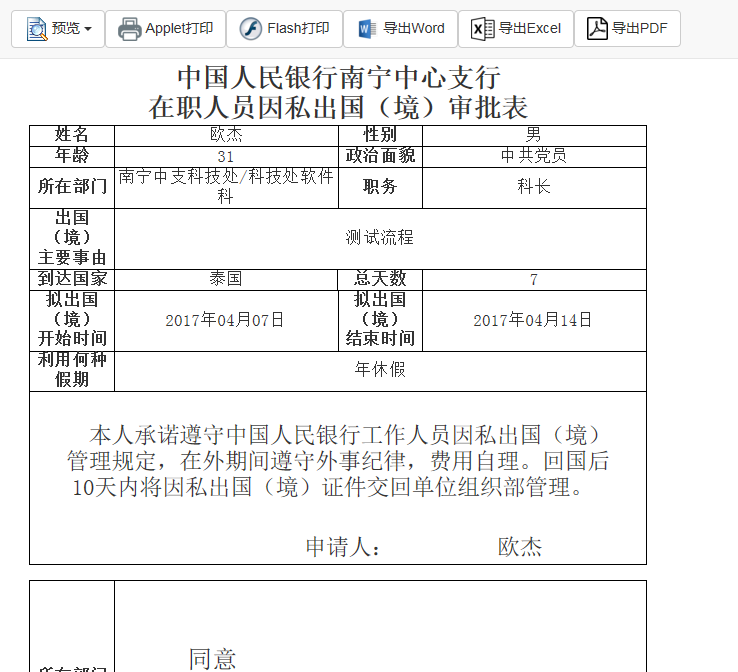 预览 Applet打印 Flash打印 导出Word 导出Excel 导出PDF
中国人民银行南宁中心支行
在职人员因私出国（境）审批表
姓名 欧杰 性别 男
年龄 31 政治面貌 中共党员
所在部门 南宁中支科技处/科技处软件
科 职务 科长
出国
（境）
主要事由 测试流程
到达国家 泰国 总天数 7
拟出国
（境）
开始时间 2017年04月07日 拟出国
（境）
结束时间 2017年04月14日
利用何种
假期 年休假
本人承诺遵守中国人民银行工作人员因私出国（境）
管理规定，在外期间遵守外事纪律，费用自理。回国后
10天内将因私出国（境）证件交回单位组织部管理。
申请人： 欧杰
同意
所在部门